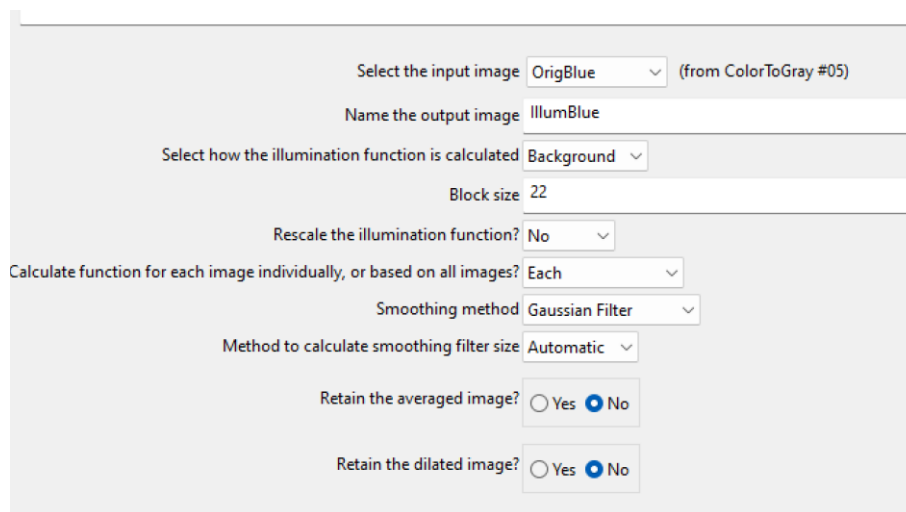 Select the input image OrigBlue (from ColorToGray #05)
Name the output image IllumBlue
Select how the illumination function is calculated Background
Block size 22
Rescale the illumination function? No
Calculate function for each image individually, or based on all images? Each
Smoothing method Gaussian Filter
Method to calculate smoothing filter size Automatic
Retain the averaged image? Yes No
Retain the dilated image? Yes No